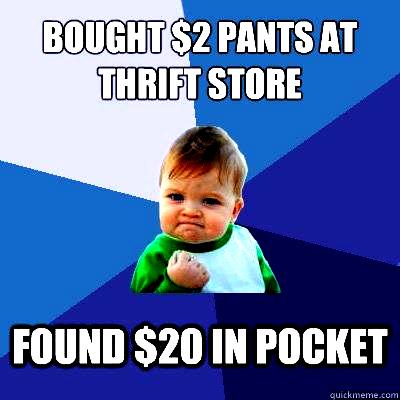 BOUGHT $2 PANTS AT
THRIFT STORE
FOUND $20 IN POCKET
quickmeme.com